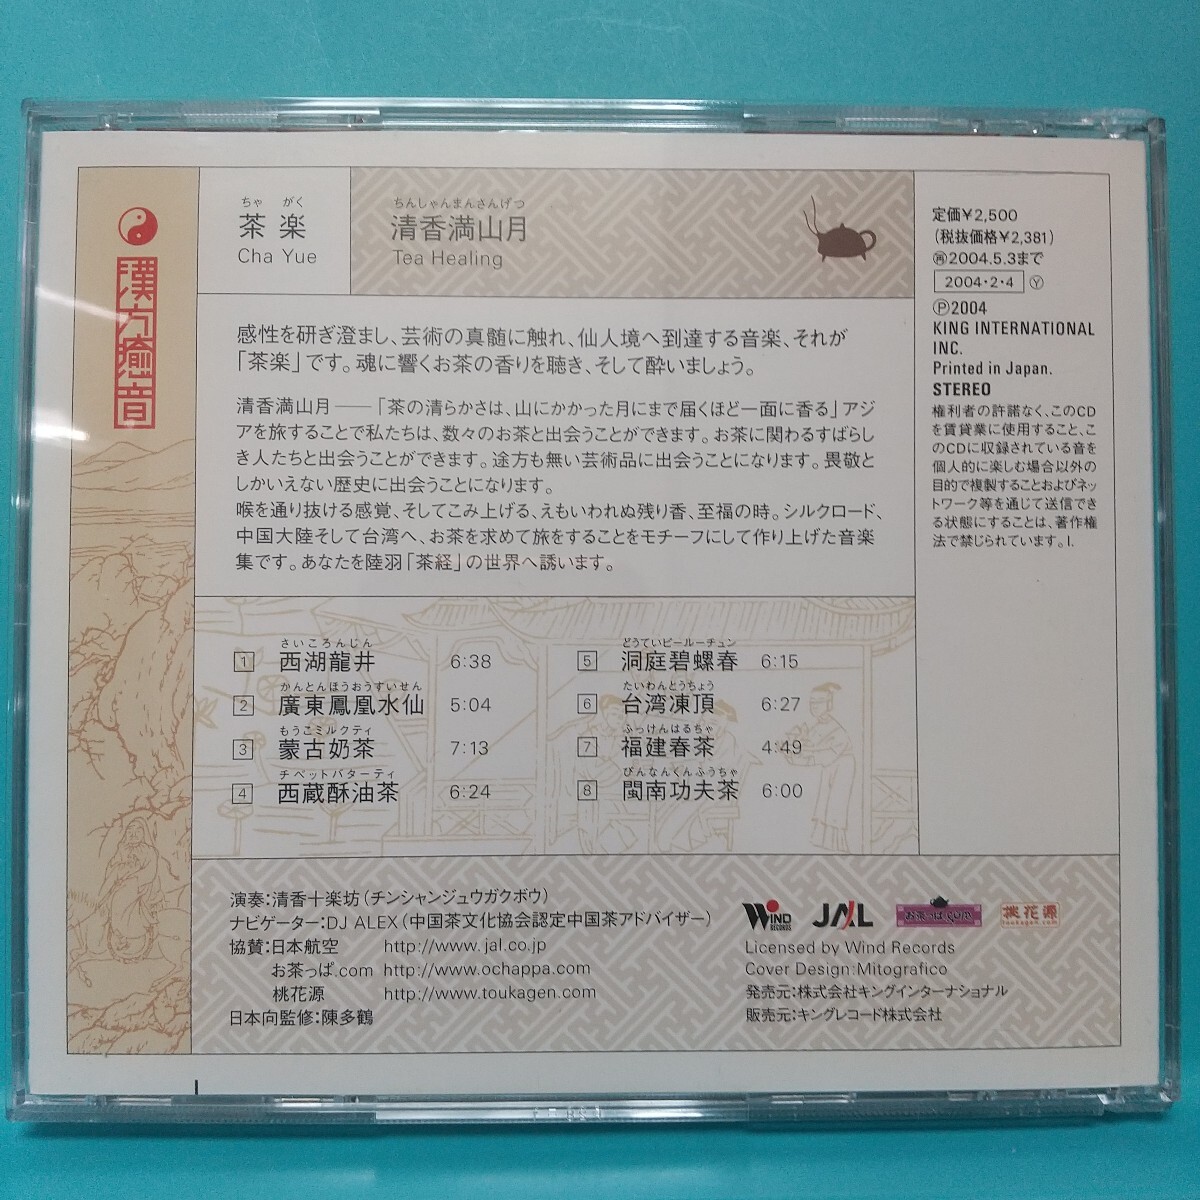 漢方癒音
ちゃ がく
茶 楽
Cha Yue
ちんしゃんまんさんげつ
清香満山月
Tea Healing
定価¥2,500
(税抜価格¥2,381)
㋐2004.5.3まで
2004・2・4 Ⓨ
Ⓟ2004
KING INTERNATIONAL
INC.
Printed in Japan.
STEREO
権利者の許諾なく、このCD
を賃貸業に使用すること、こ
のCDに収録されている音を
個人的に楽しむ場合以外の
目的で複製することおよびネッ
トワーク等を通じて送信でき
る状態にすることは、著作権
法で禁じられています。I.
感性を研ぎ澄まし、芸術の真髄に触れ、仙人境へ到達する音楽、それが
「茶楽」です。魂に響くお茶の香りを聴き、そして酔いましょう。
清香満山月――「茶の清らかさは、山にかかった月にまで届くほど一面に香る」アジ
アを旅することで私たちは、数々のお茶と出会うことができます。お茶に関わるすばらし
き人たちと出会うことができます。途方も無い芸術品に出会うことになります。畏敬と
しかいえない歴史に出会うことになります。
喉を通り抜ける感覚、そしてこみ上げる、えもいわれぬ残り香、至福の時。シルクロード、
中国大陸そして台湾へ、お茶を求めて旅をすることをモチーフにして作り上げた音楽
集です。あなたを陸羽「茶経」の世界へ誘います。
さいころんじん
1 西湖龍井 6:38
かんとんほうおうすいせん
2 廣東鳳凰水仙 5:04
もうこミルクティ
3 蒙古奶茶 7:13
チベットバターティ
4 西蔵酥油茶 6:24
どうていピールーチュン
5 洞庭碧螺春 6:15
たいわんとうちょう
6 台湾凍頂 6:27
ふっけんはるちゃ
7 福建春茶 4:49
びんなんくんふうちゃ
8 閩南功夫茶 6:00
演奏:清香十楽坊(チンシャンジュウガクボウ)
ナビゲーター:DJ ALEX(中国茶文化協会認定中国茶アドバイザー)
協賛:日本航空 http://www.jal.co.jp
お茶っぱ.com http://www.ochappa.com
桃花源 http://www.toukagen.com
日本向監修:陳多鶴
WIND RECORDS JAL お茶っぱ.com 桃花源 toukagen.com
Licensed by Wind Records
Cover Design:Mitografico
発売元:株式会社キングインターナショナル
販売元:キングレコード株式会社